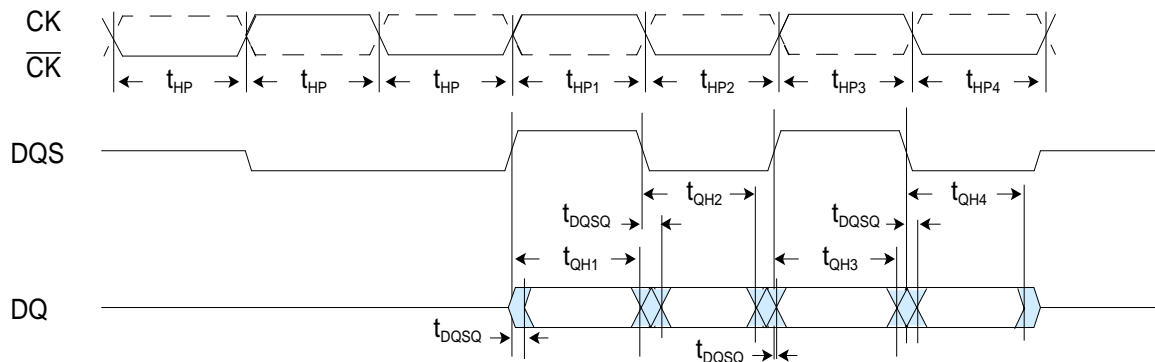 CK
CK
tHP tHP tHP tHP1 tHP2 tHP3 tHP4
DQS
tQH2 tQH4
tDQSQ tDQSQ
tQH1 tQH3
DQ
tDQSQ
tDQSQ